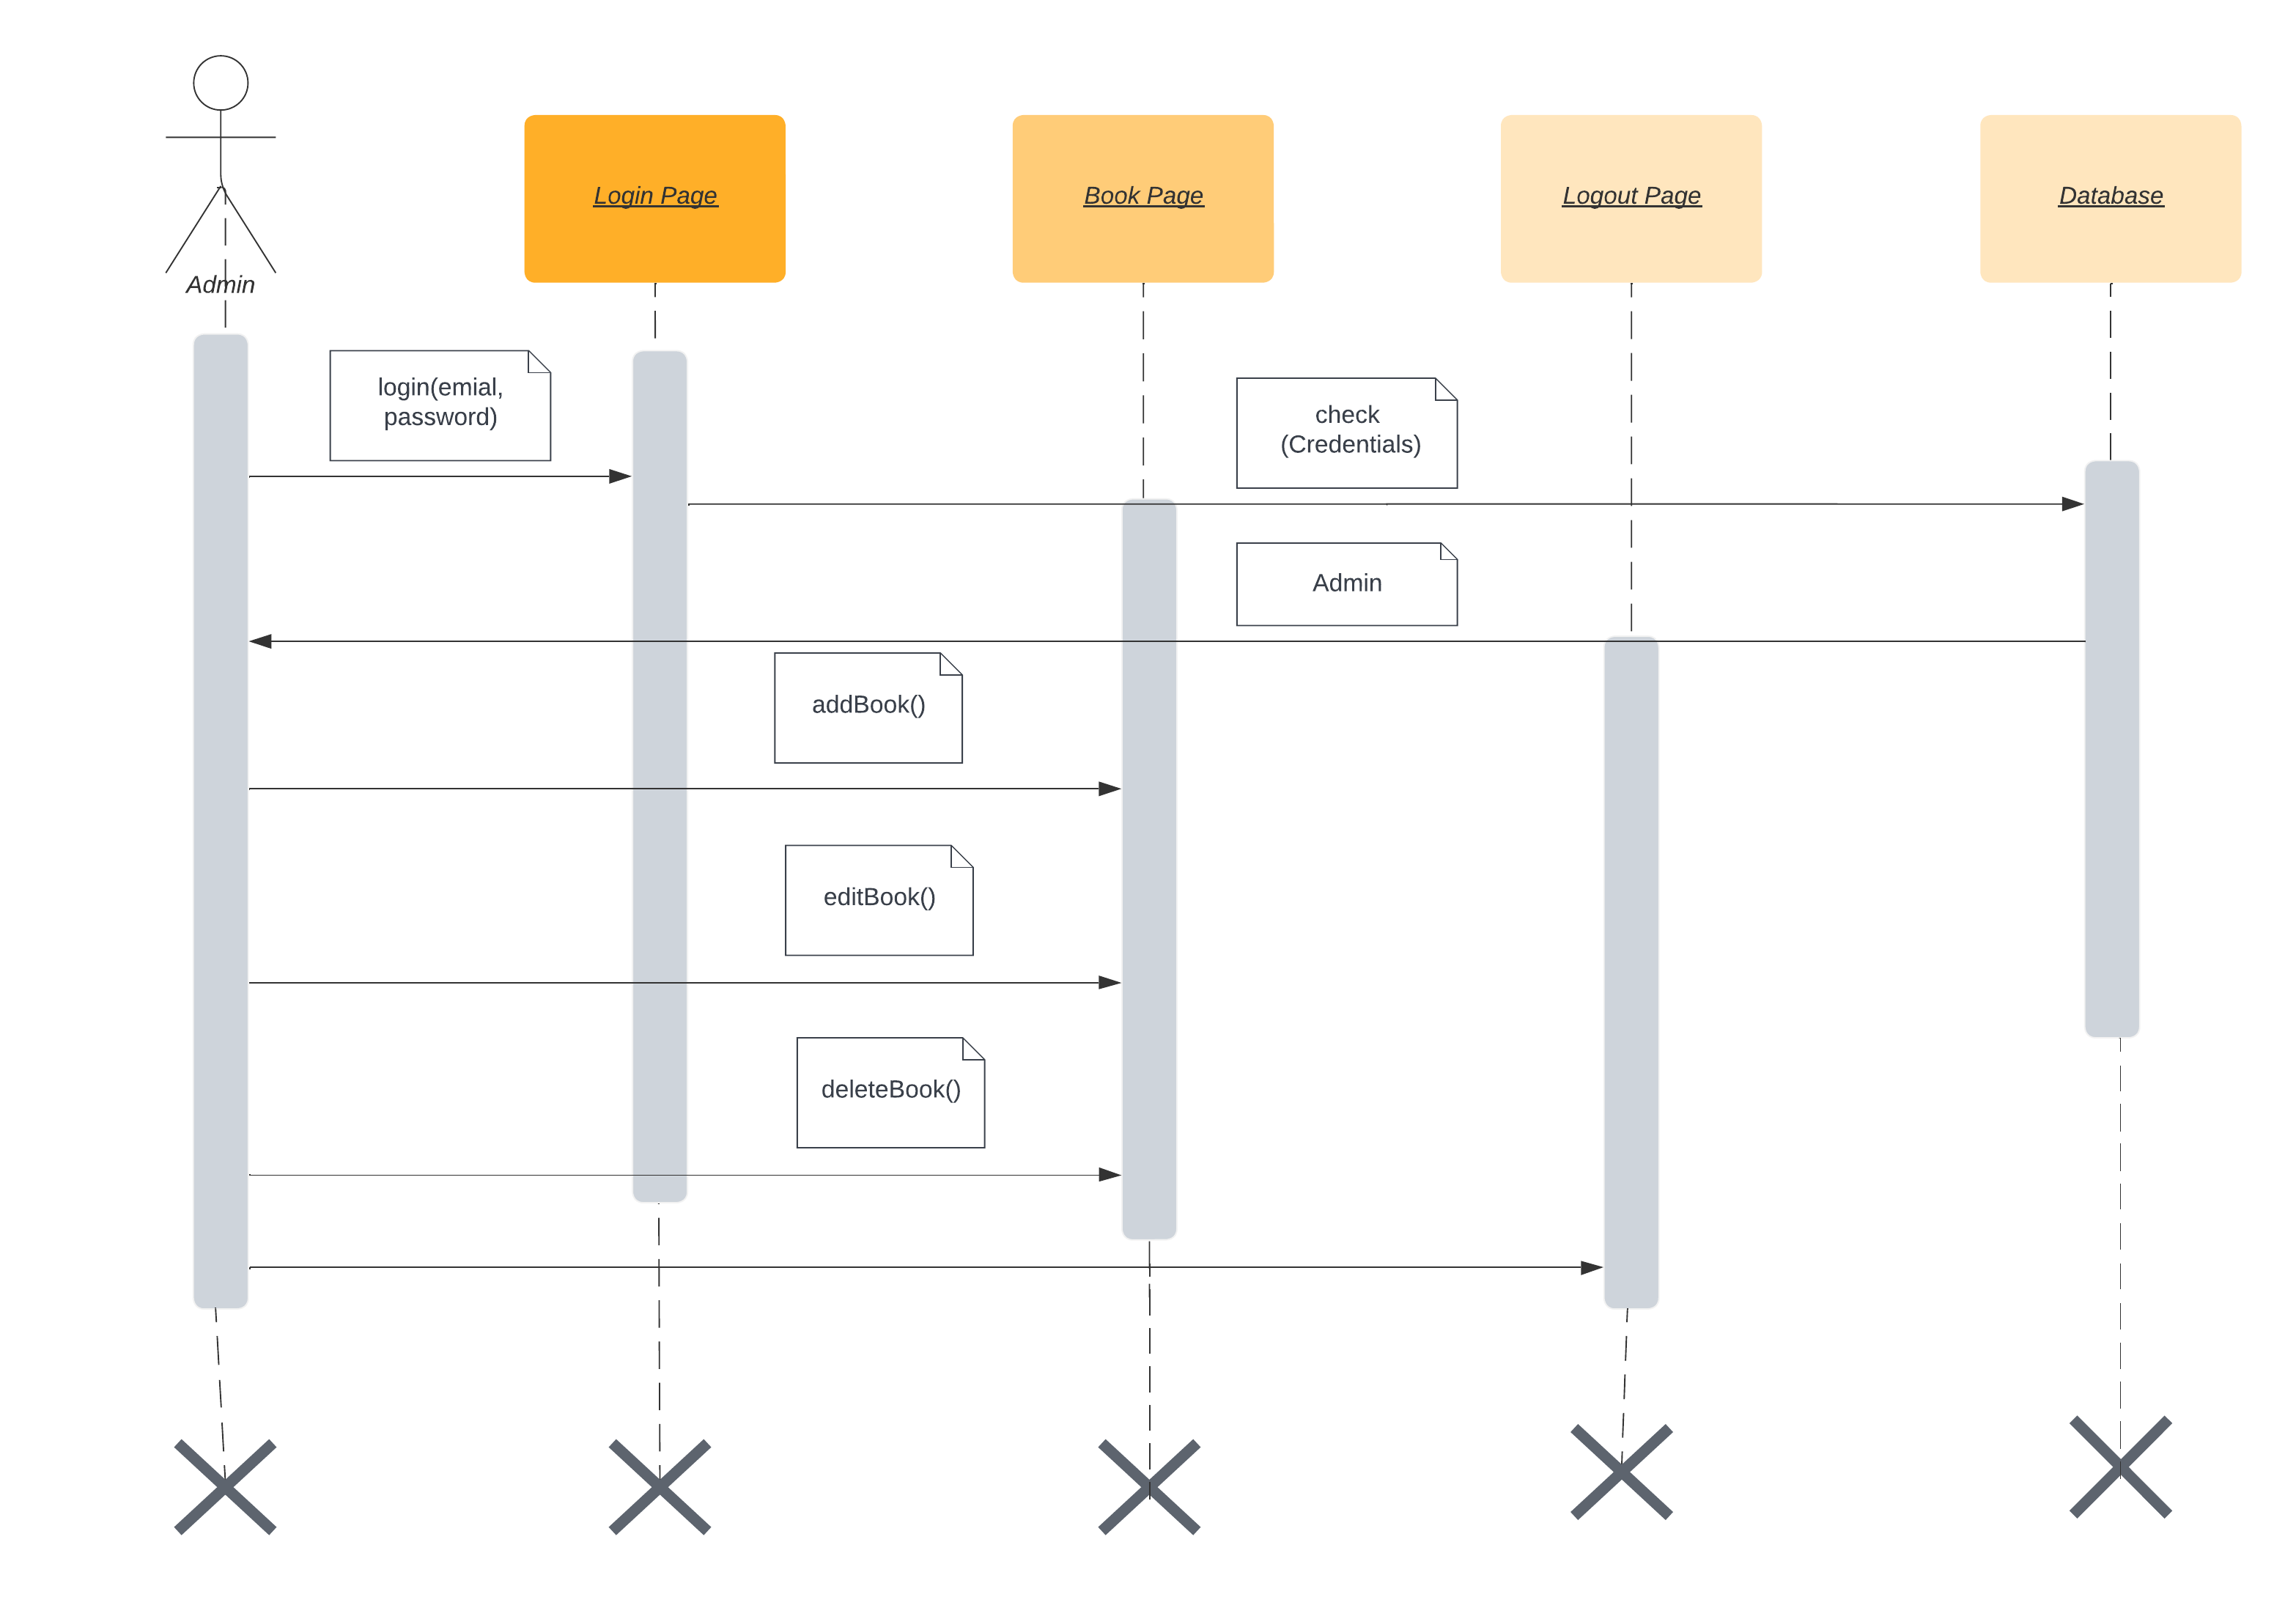 Login Page
Book Page
Logout Page
Database
Admin
login(emial,
password)
check
(Credentials)
Admin
addBook()
editBook()
deleteBook()